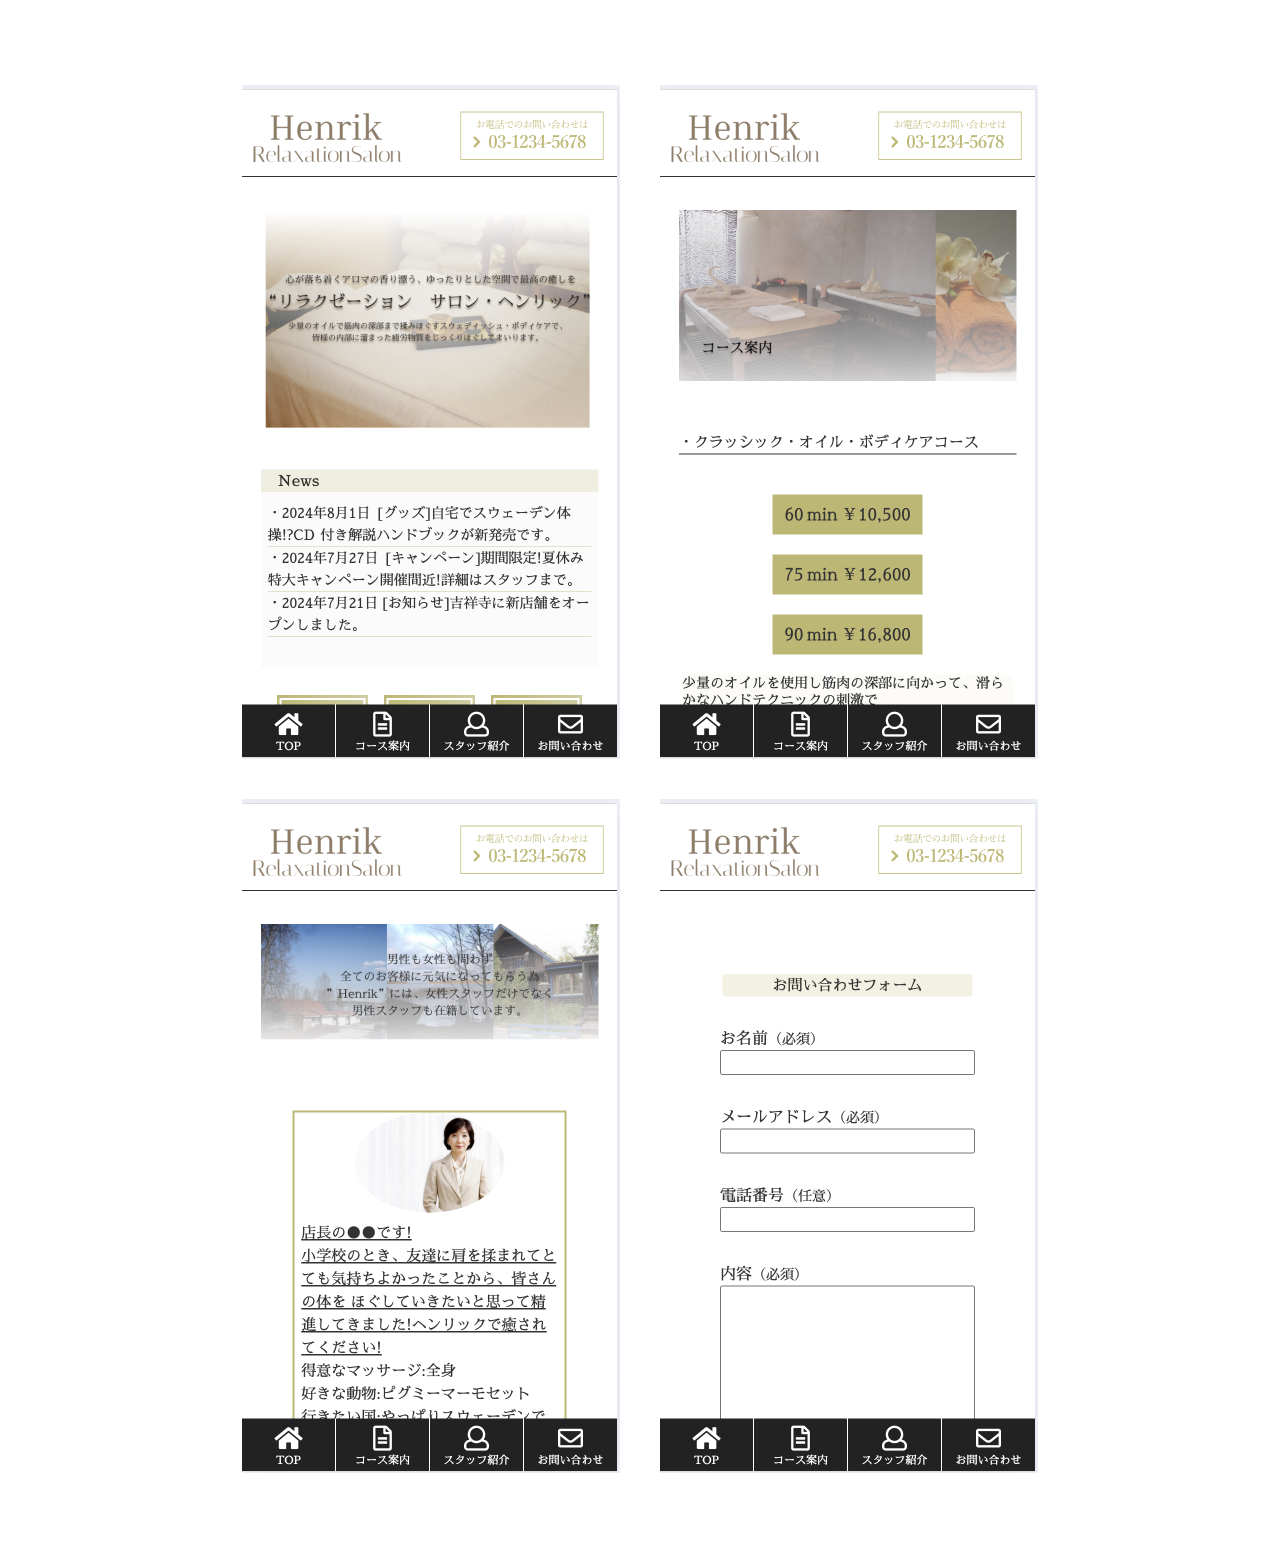 Henrik
RelaxationSalon
お電話でのお問い合わせは
03-1234-5678
心が落ち着くアロマの香り漂う、ゆったりとした空間で最高の癒しを
“リラクゼーション　サロン・ヘンリック”
少量のオイルで筋肉の深部まで揉みほぐすスウェディッシュ・ボディケアで、
皆様の内部に溜まった疲労物質をじっくりほぐしてまいります。
News
・2024年8月1日 [グッズ]自宅でスウェーデン体
操!?CD 付き解説ハンドブックが新発売です。
・2024年7月27日 [キャンペーン]期間限定!夏休み
特大キャンペーン開催間近!詳細はスタッフまで。
・2024年7月21日 [お知らせ]吉祥寺に新店舗をオー
プンしました。
TOP
コース案内
スタッフ紹介
お問い合わせ
Henrik
RelaxationSalon
お電話でのお問い合わせは
03-1234-5678
コース案内
・クラッシック・オイル・ボディケアコース
60 min ￥10,500
75 min ￥12,600
90 min ￥16,800
少量のオイルを使用し筋肉の深部に向かって、滑ら
かなハンドテクニックの刺激で
TOP
コース案内
スタッフ紹介
お問い合わせ
Henrik
RelaxationSalon
お電話でのお問い合わせは
03-1234-5678
男性も女性も問わず
全てのお客様に元気になってもらう為
”Henrik”には、女性スタッフだけでなく
男性スタッフも在籍しています。
店長の●●です!
小学校のとき、友達に肩を揉まれてと
ても気持ちよかったことから、皆さん
の体を ほぐしていきたいと思って精
進してきました!ヘンリックで癒され
てください!
得意なマッサージ:全身
好きな動物:ピグミーマーモセット
行きたい国:やっぱりスウェーデンで
TOP
コース案内
スタッフ紹介
お問い合わせ
Henrik
RelaxationSalon
お電話でのお問い合わせは
03-1234-5678
お問い合わせフォーム
お名前（必須）
メールアドレス（必須）
電話番号（任意）
内容（必須）
TOP
コース案内
スタッフ紹介
お問い合わせ